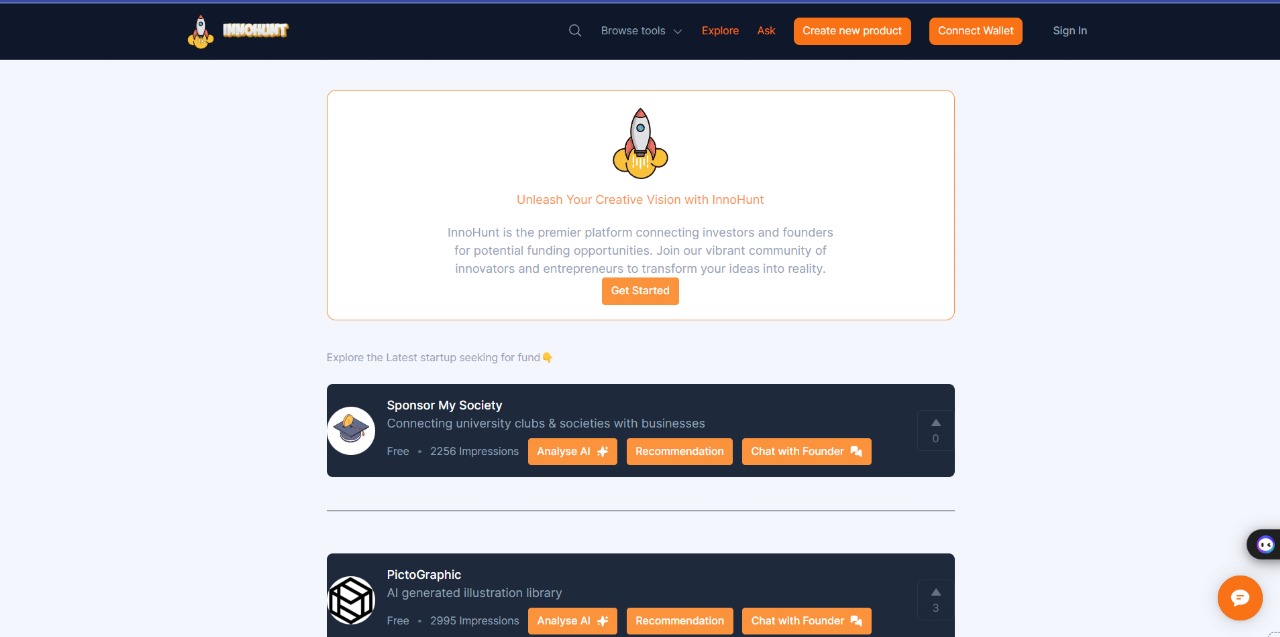 INNOHUNT
Browse tools
Explore
Ask
Create new product
Connect Wallet
Sign In
Unleash Your Creative Vision with InnoHunt
InnoHunt is the premier platform connecting investors and founders
for potential funding opportunities. Join our vibrant community of
innovators and entrepreneurs to transform your ideas into reality.
Get Started
Explore the Latest startup seeking for fund👇
Sponsor My Society
Connecting university clubs & societies with businesses
Free • 2256 Impressions Analyse AI Recommendation Chat with Founder
0
PictoGraphic
AI generated illustration library
Free • 2995 Impressions Analyse AI Recommendation Chat with Founder
3